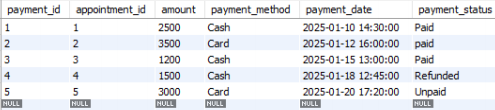 payment_id appointment_id amount payment_method payment_date payment_status
1 1 2500 Cash 2025-01-10 14:30:00 Paid
2 2 3500 Card 2025-01-12 16:00:00 paid
3 3 1200 Cash 2025-01-15 13:00:00 Paid
4 4 1500 Cash 2025-01-18 12:45:00 Refunded
5 5 3000 Card 2025-01-20 17:20:00 Unpaid
NULL NULL NULL NULL NULL NULL